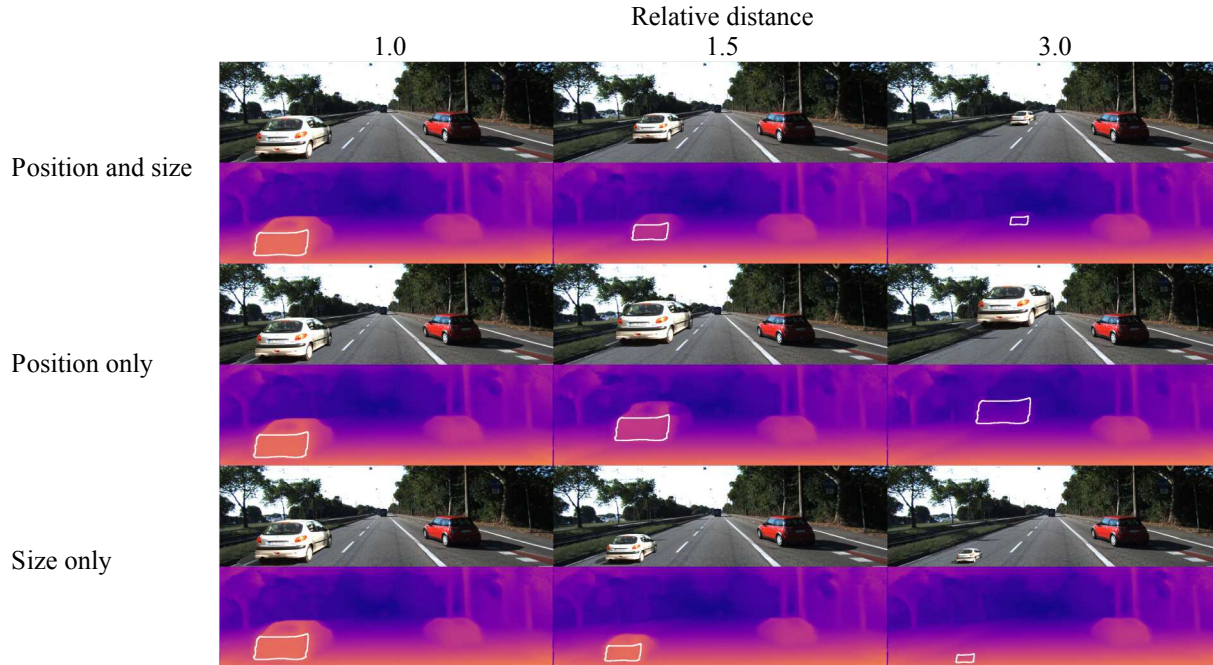 Relative distance
1.0 1.5 3.0
Position and size
Position only
Size only